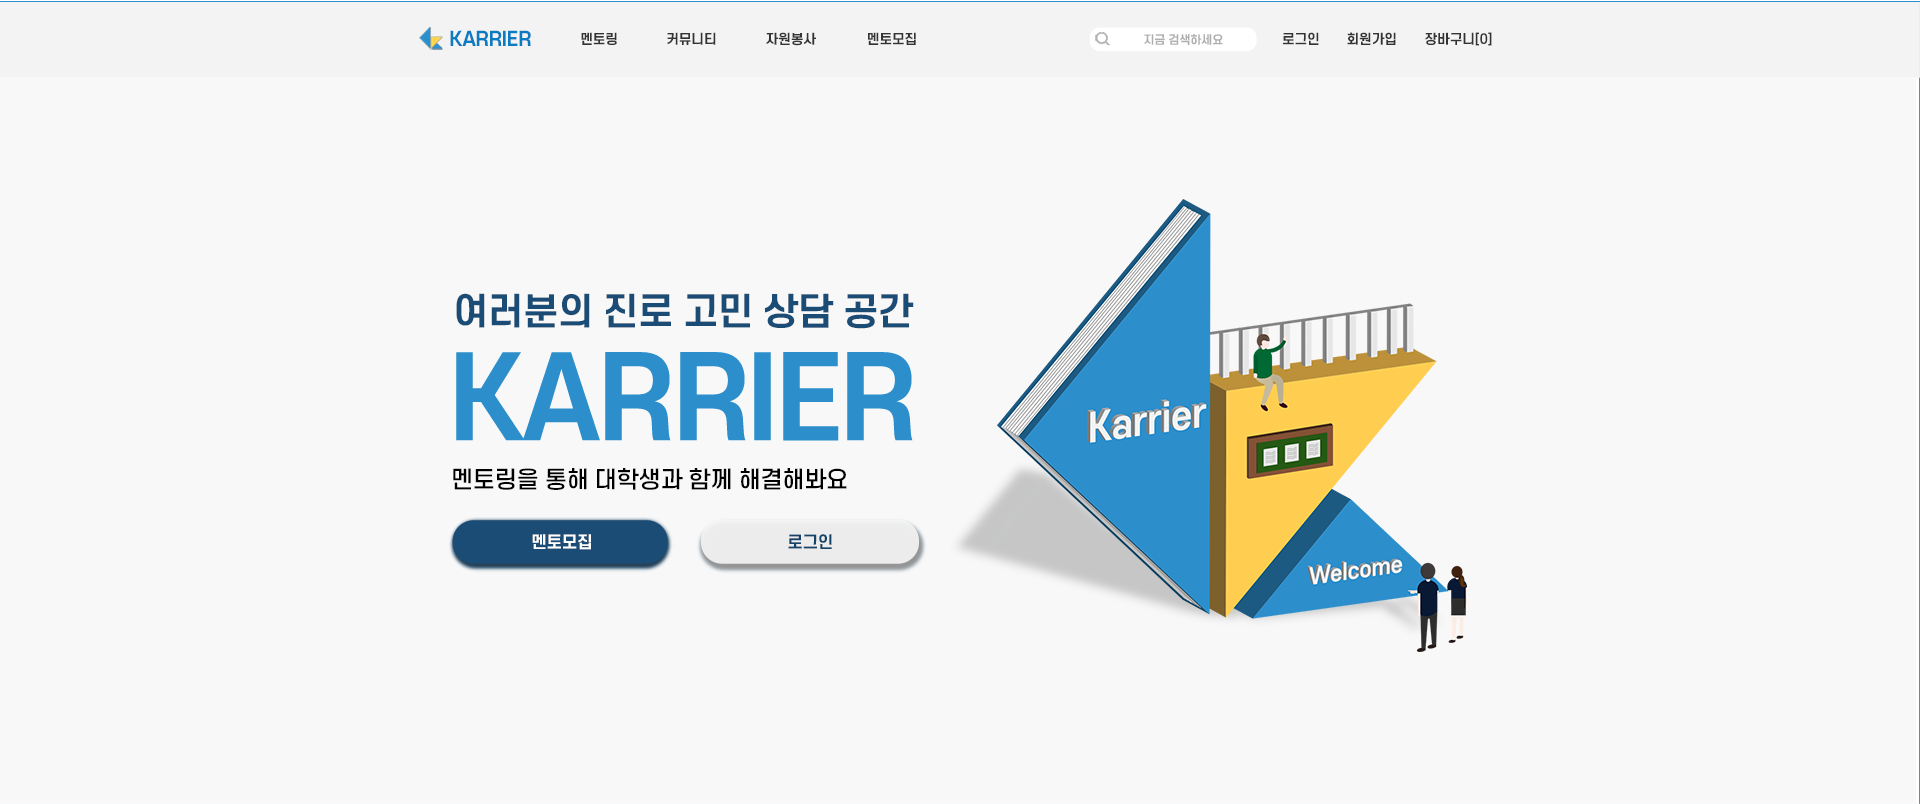 KARRIER 멘토링 커뮤니티 자원봉사 멘토모집 지금 검색하세요 로그인 회원가입 장바구니[0]
여러분의 진로 고민 상담 공간
KARRIER
멘토링을 통해 대학생과 함께 해결해봐요
멘토모집 로그인
Karrier
Welcome